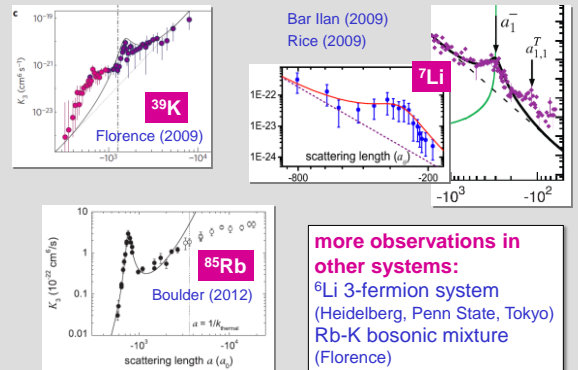 c
10⁻¹⁹
10⁻²¹
10⁻²³
K₃ (cm⁶ s⁻¹)
³⁹K
Florence (2009)
−10³
−10⁴
Bar Ilan (2009)
Rice (2009)
⁷Li
1E-22
1E-23
1E-24
scattering length (a₀)
-800
-200
a₁⁻
a₁,₁ᵀ
-10³
-10²
10
1
0.1
0.01
K₃ (10⁻²² cm⁶/s)
⁸⁵Rb
Boulder (2012)
a = 1/k_thermal
-10³
-10⁴
scattering length a (a₀)
more observations in
other systems:
⁶Li 3-fermion system
(Heidelberg, Penn State, Tokyo)
Rb-K bosonic mixture
(Florence)